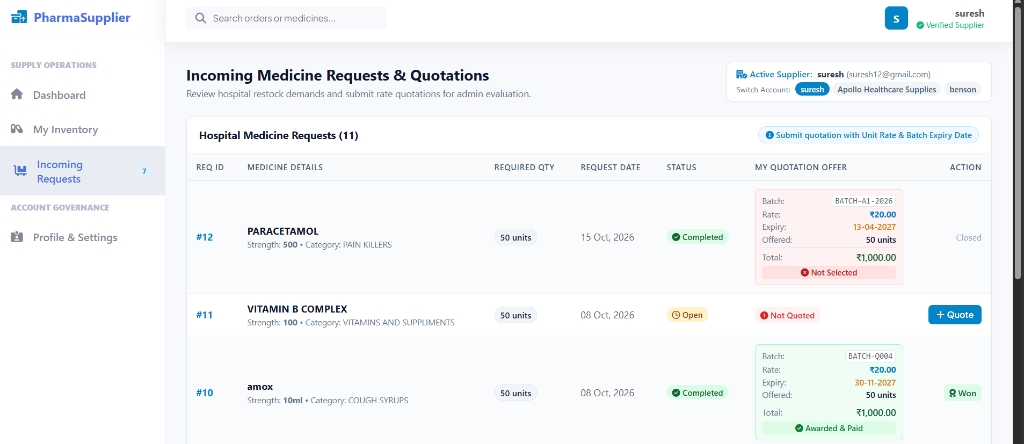 PharmaSupplier
Search orders or medicines...
S
suresh
Verified Supplier
SUPPLY OPERATIONS
Dashboard
My Inventory
Incoming
Requests
7
ACCOUNT GOVERNANCE
Profile & Settings
Incoming Medicine Requests & Quotations
Review hospital restock demands and submit rate quotations for admin evaluation.
Active Supplier: suresh (suresh12@gmail.com)
Switch Account: suresh Apollo Healthcare Supplies benson
Hospital Medicine Requests (11)
Submit quotation with Unit Rate & Batch Expiry Date
REQ ID MEDICINE DETAILS REQUIRED QTY REQUEST DATE STATUS MY QUOTATION OFFER ACTION
#12
PARACETAMOL
Strength: 500 • Category: PAIN KILLERS
50 units
15 Oct, 2026
Completed
Batch: BATCH-A1-2026
Rate: ₹20.00
Expiry: 13-04-2027
Offered: 50 units
Total: ₹1,000.00
Not Selected
Closed
#11
VITAMIN B COMPLEX
Strength: 100 • Category: VITAMINS AND SUPPLIMENTS
50 units
08 Oct, 2026
Open
Not Quoted
+ Quote
#10
amox
Strength: 10ml • Category: COUGH SYRUPS
50 units
08 Oct, 2026
Completed
Batch: BATCH-Q004
Rate: ₹20.00
Expiry: 30-11-2027
Offered: 50 units
Total: ₹1,000.00
Awarded & Paid
Won